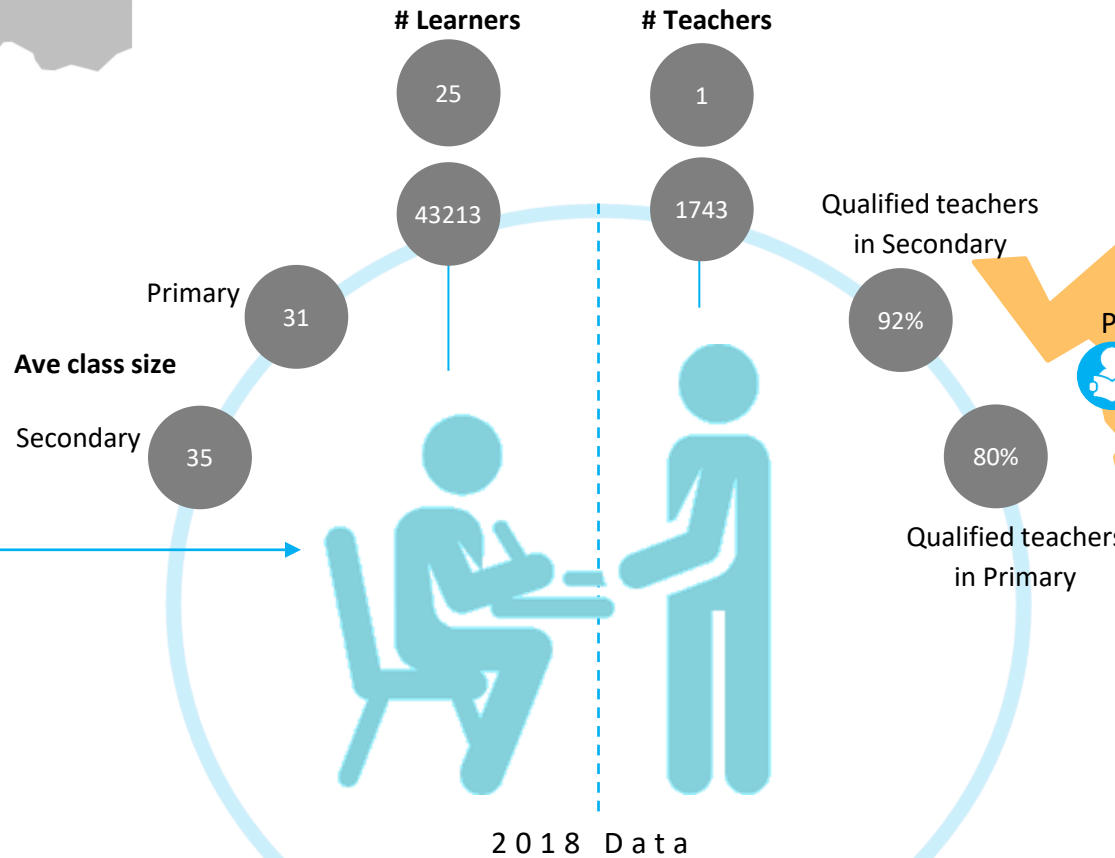 # Learners
# Teachers
25
1
43213
1743
Qualified teachers
in Secondary
Primary
31
92%
P
Ave class size
Secondary
35
80%
Qualified teachers
in Primary
2018 Data